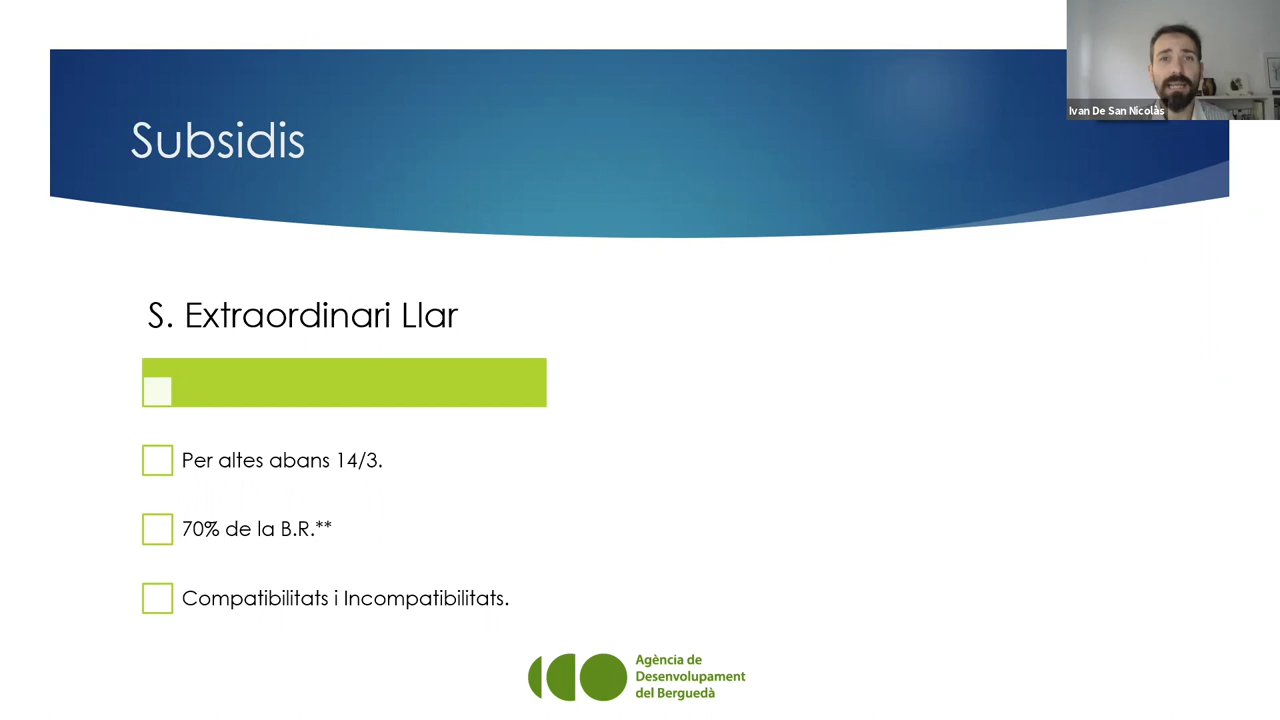 Ivan De San Nicolàs
Subsidis
S. Extraordinari Llar
Per altes abans 14/3.
70% de la B.R.**
Compatibilitats i Incompatibilitats.
Agència de
Desenvolupament
del Berguedà